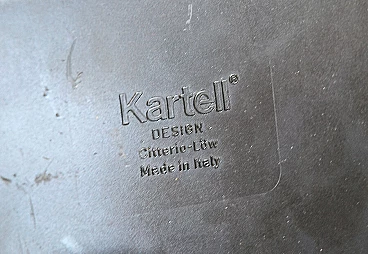 Kartell®
DESIGN
Citterio-Löw
Made in Italy